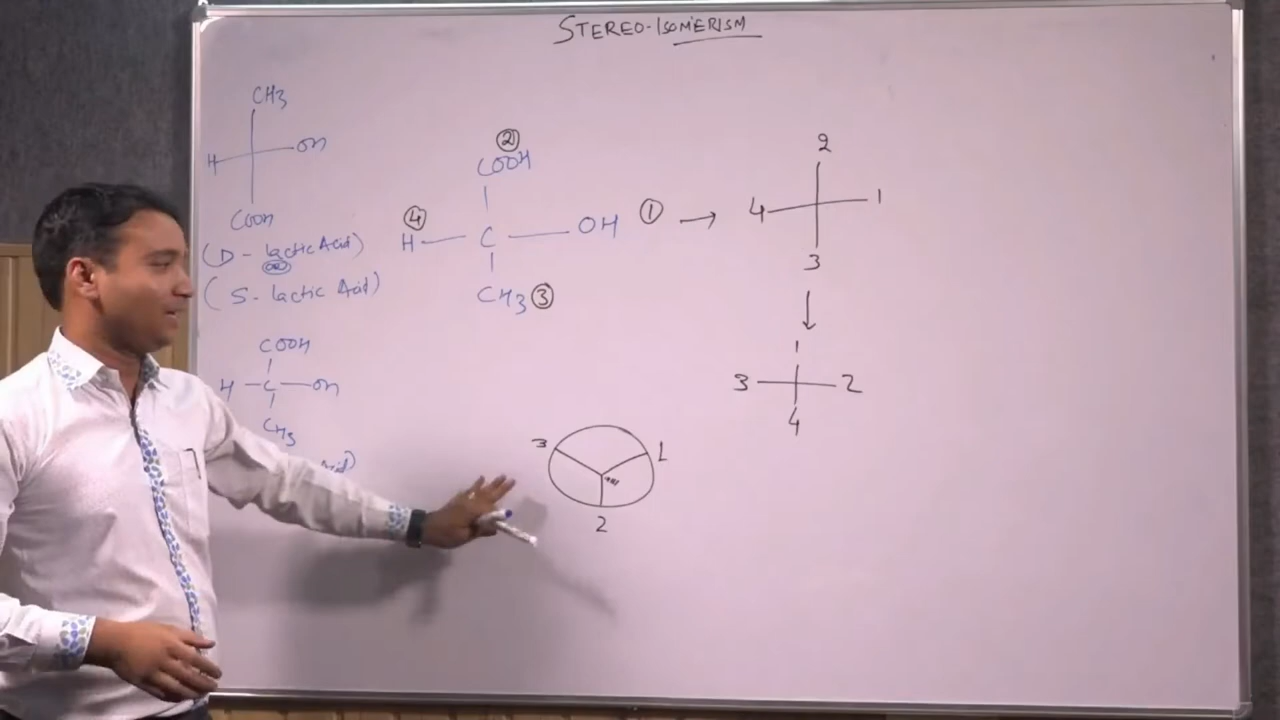 STEREO-ISOMERISM
CH3
H OH
COOH
(D - lactic Acid)
OR
(S - lactic Acid)
COOH
H - C - OH
CH3
②
COOH
④
H - C - OH ① →
CH3 ③
2
4 1
3
↓
1
3 2
4
3 1
2